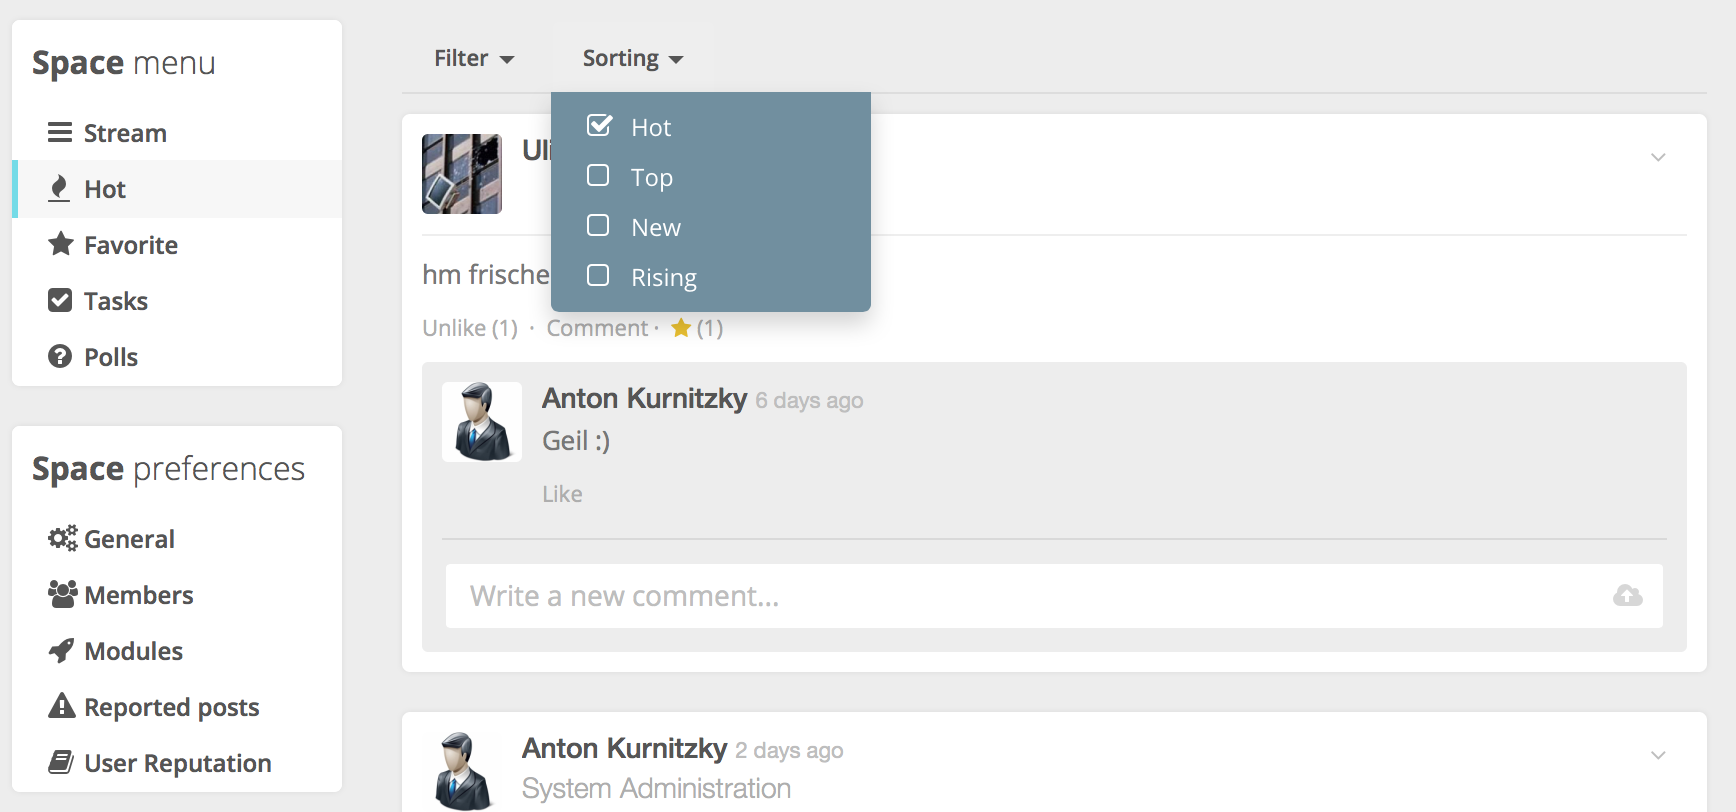 Space menu
Stream
Hot
Favorite
Tasks
Polls
Space preferences
General
Members
Modules
Reported posts
User Reputation
Filter
Sorting
Hot
Top
New
Rising
hm frische
Unlike (1) · Comment · (1)
Anton Kurnitzky 6 days ago
Geil :)
Like
Write a new comment...
Anton Kurnitzky 2 days ago
System Administration